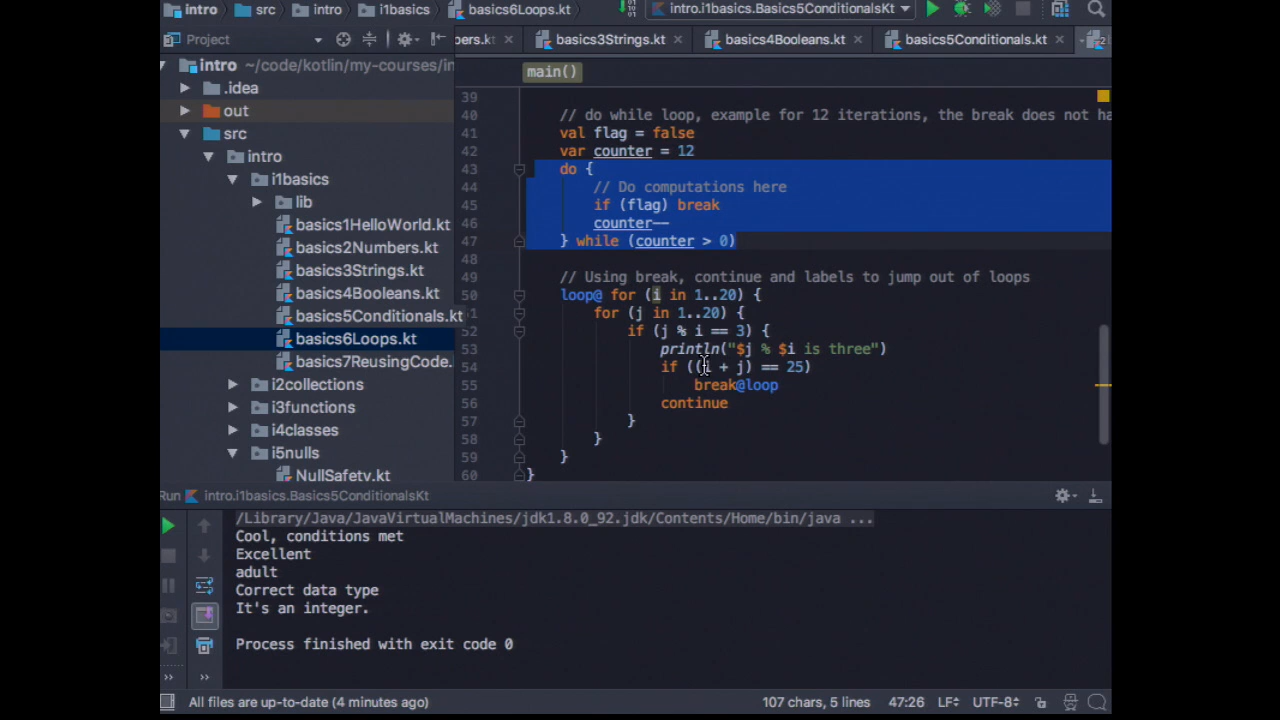 intro src intro i1basics basics6Loops.kt intro.i1basics.Basics5ConditionalsKt
Project pers.kt basics3Strings.kt basics4Booleans.kt basics5Conditionals.kt
main()
intro ~/code/kotlin/my-courses/in
.idea
out
src
intro
i1basics
lib
basics1HelloWorld.kt
basics2Numbers.kt
basics3Strings.kt
basics4Booleans.kt
basics5Conditionals.kt
basics6Loops.kt
basics7ReusingCode.
i2collections
i3functions
i4classes
i5nulls
NullSafety.kt
39
40 // do while loop, example for 12 iterations, the break does not ha
41 val flag = false
42 var counter = 12
43 do {
44 // Do computations here
45 if (flag) break
46 counter--
47 } while (counter > 0)
48
49 // Using break, continue and labels to jump out of loops
50 loop@ for (i in 1..20) {
51 for (j in 1..20) {
52 if (j % i == 3) {
53 println("$j % $i is three")
54 if ((i + j) == 25)
55 break@loop
56 continue
57 }
58 }
59 }
60 }
Run intro.i1basics.Basics5ConditionalsKt
/Library/Java/JavaVirtualMachines/jdk1.8.0_92.jdk/Contents/Home/bin/java ...
Cool, conditions met
Excellent
adult
Correct data type
It's an integer.
Process finished with exit code 0
All files are up-to-date (4 minutes ago) 107 chars, 5 lines 47:26 LF÷ UTF-8÷